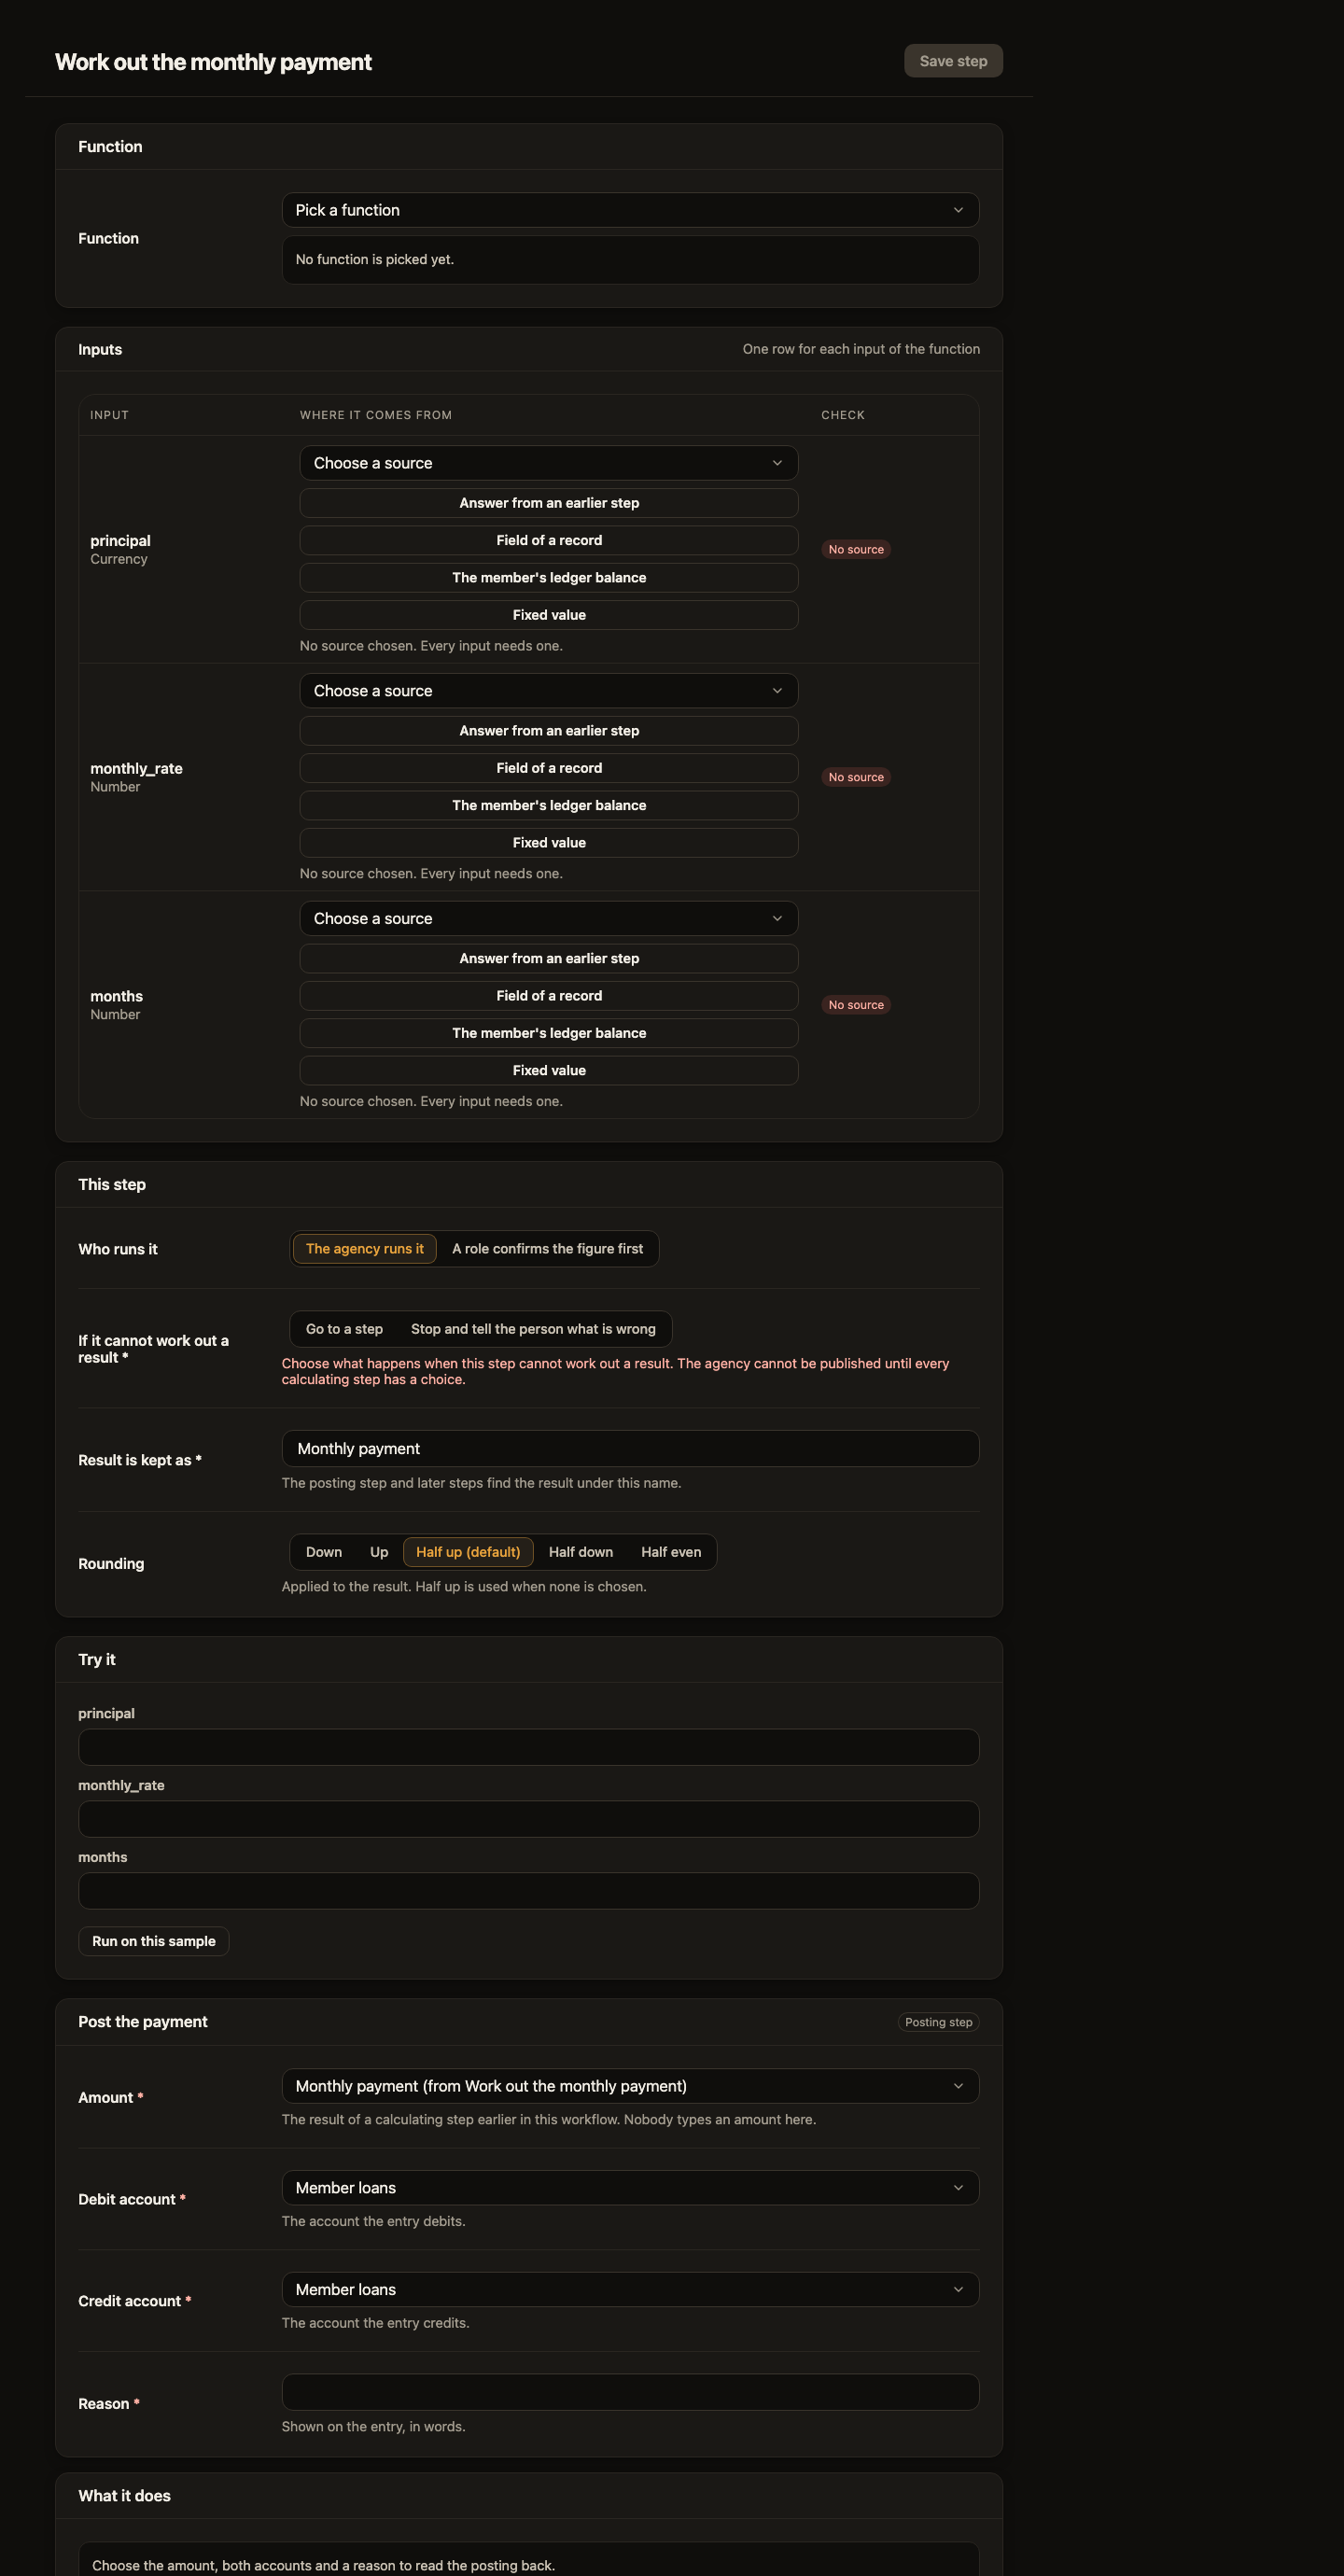 Work out the monthly payment
Save step
Function
Function
Pick a function
No function is picked yet.
Inputs
One row for each input of the function
INPUT
WHERE IT COMES FROM
CHECK
principal
Currency
Choose a source
Answer from an earlier step
Field of a record
The member's ledger balance
Fixed value
No source chosen. Every input needs one.
No source
monthly_rate
Number
Choose a source
Answer from an earlier step
Field of a record
The member's ledger balance
Fixed value
No source chosen. Every input needs one.
No source
months
Number
Choose a source
Answer from an earlier step
Field of a record
The member's ledger balance
Fixed value
No source chosen. Every input needs one.
No source
This step
Who runs it
The agency runs it
A role confirms the figure first
If it cannot work out a
result *
Go to a step
Stop and tell the person what is wrong
Choose what happens when this step cannot work out a result. The agency cannot be published until every
calculating step has a choice.
Result is kept as *
Monthly payment
The posting step and later steps find the result under this name.
Rounding
Down
Up
Half up (default)
Half down
Half even
Applied to the result. Half up is used when none is chosen.
Try it
principal
monthly_rate
months
Run on this sample
Post the payment
Posting step
Amount *
Monthly payment (from Work out the monthly payment)
The result of a calculating step earlier in this workflow. Nobody types an amount here.
Debit account *
Member loans
The account the entry debits.
Credit account *
Member loans
The account the entry credits.
Reason *
Shown on the entry, in words.
What it does
Choose the amount, both accounts and a reason to read the posting back.